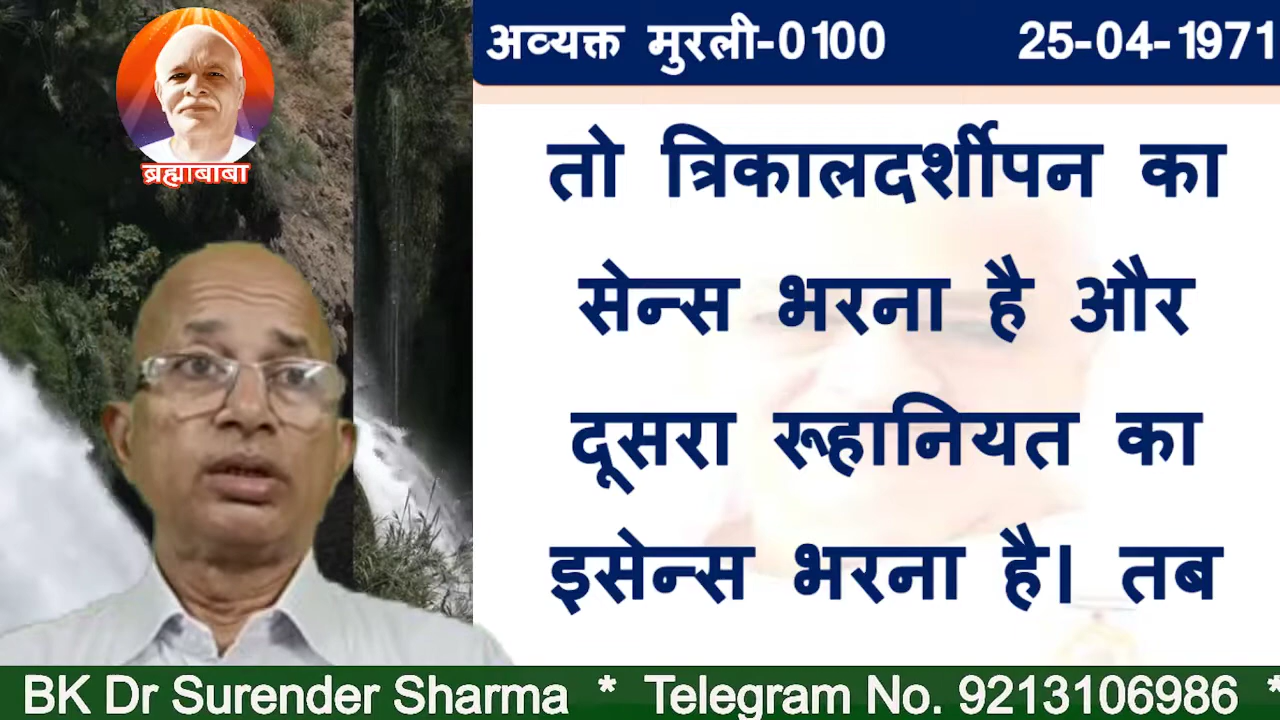 अव्यक्त मुरली-0100 25-04-1971
ब्रह्माबाबा
तो त्रिकालदर्शीपन का
सेन्स भरना है और
दूसरा रूहानियत का
इसेन्स भरना है। तब
BK Dr Surender Sharma * Telegram No. 9213106986 *